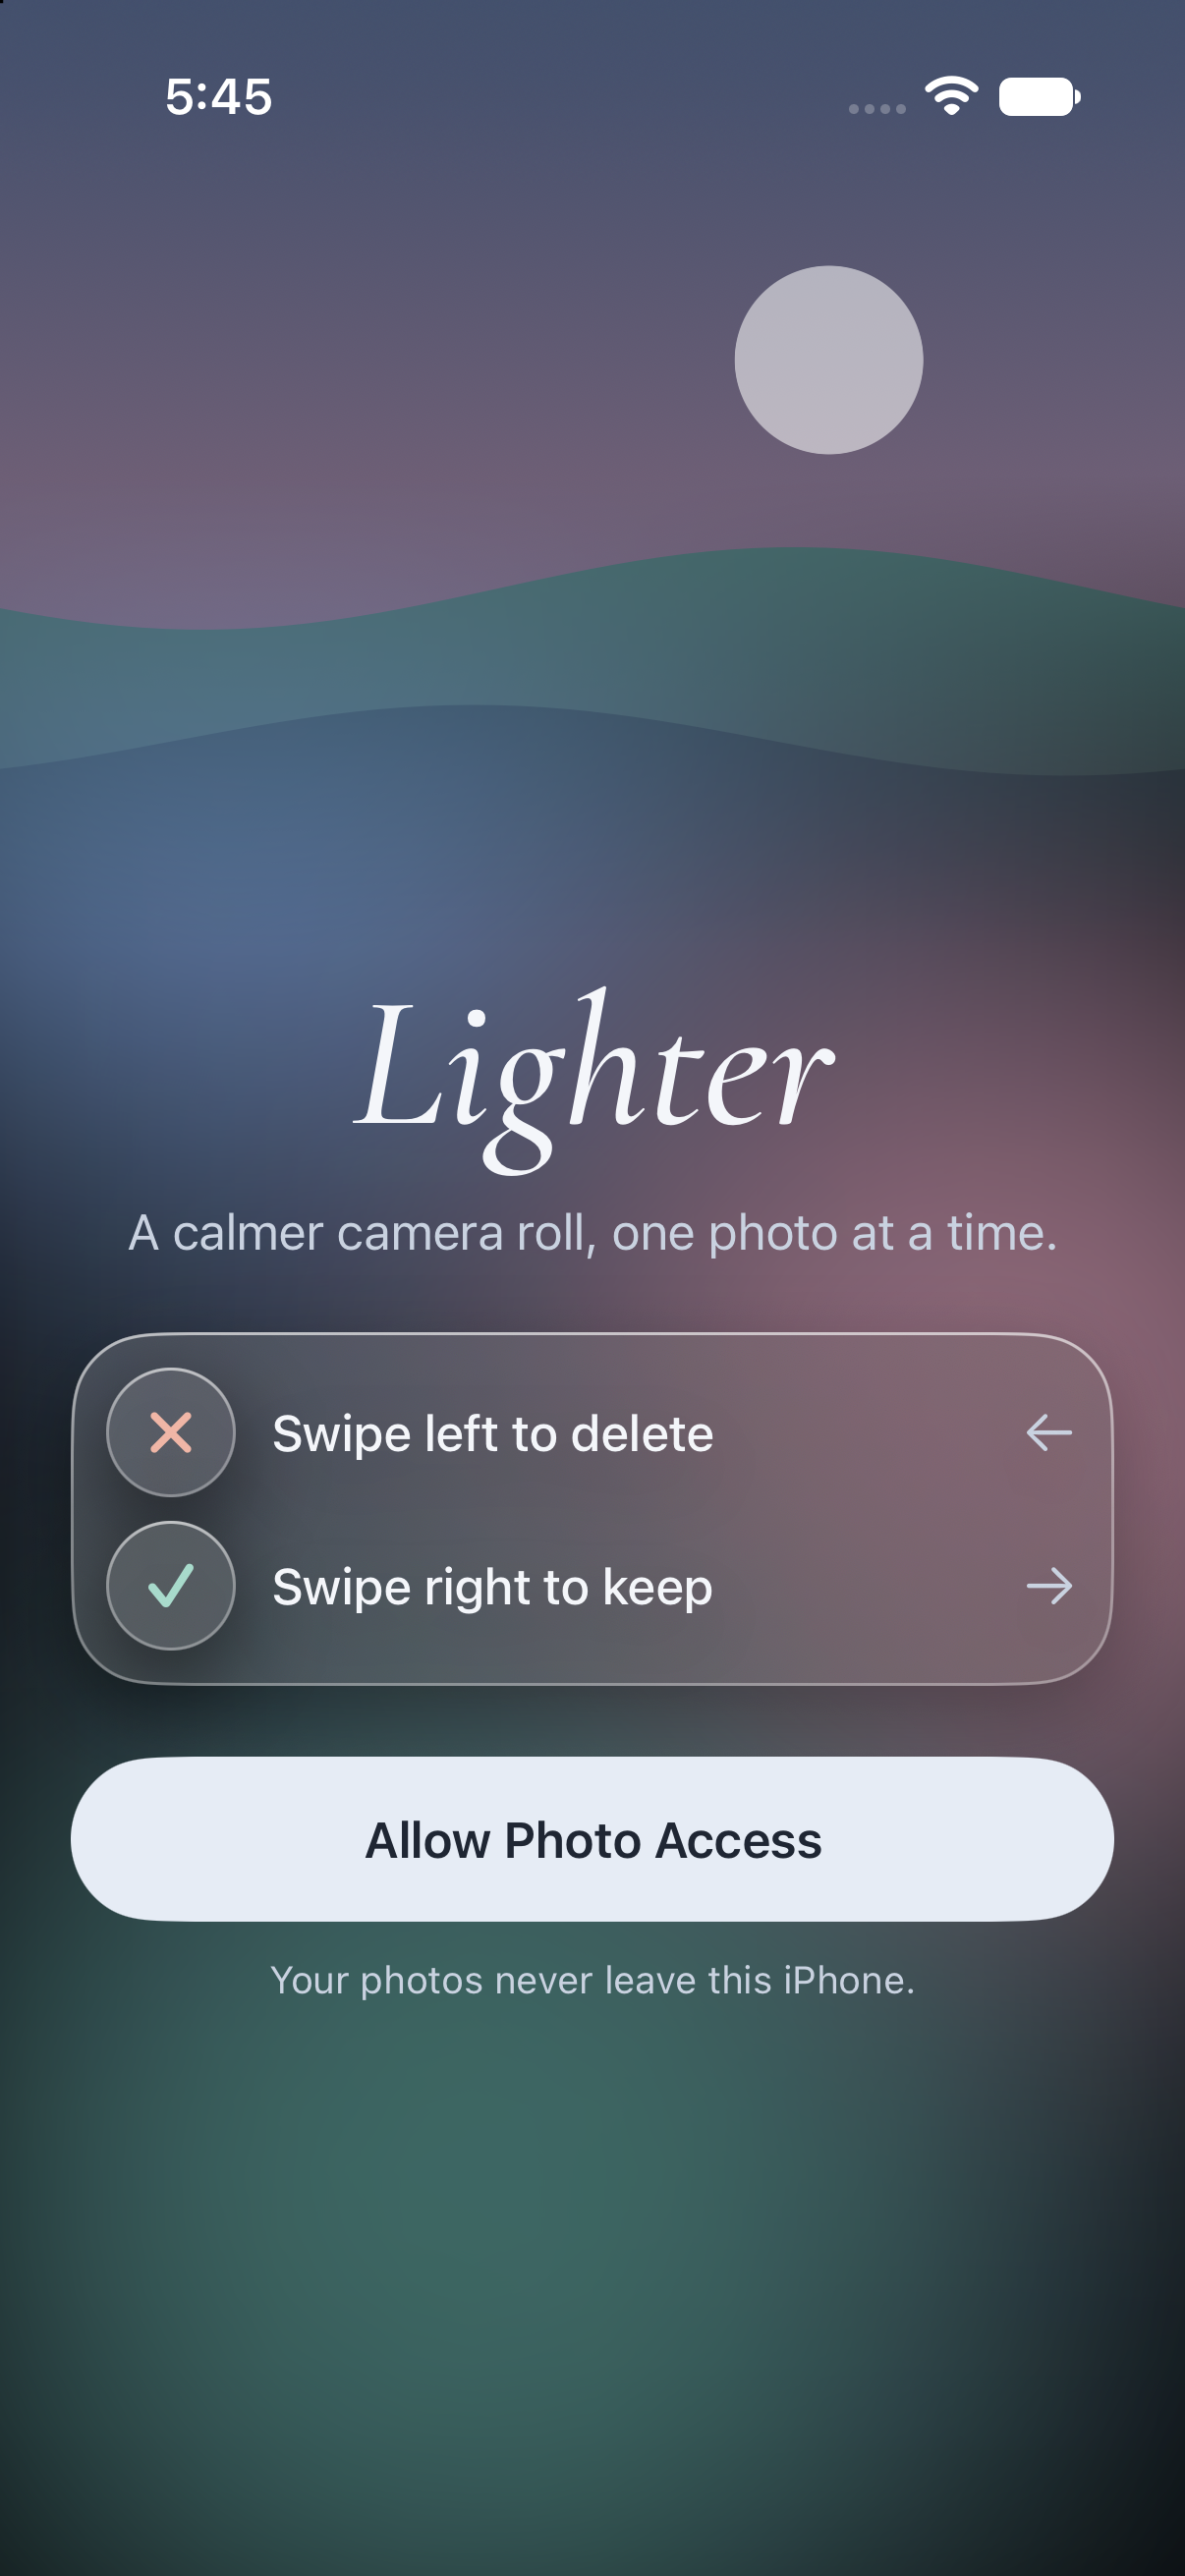 5:45
Lighter
A calmer camera roll, one photo at a time.
Swipe left to delete
Swipe right to keep
Allow Photo Access
Your photos never leave this iPhone.